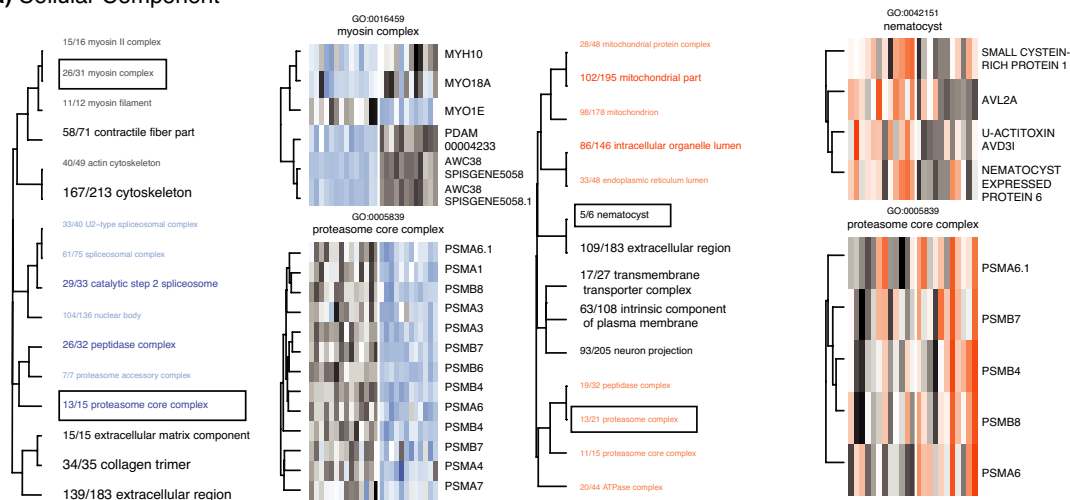 a) Cellular Component
15/16 myosin II complex
26/31 myosin complex
11/12 myosin filament
58/71 contractile fiber part
40/49 actin cytoskeleton
167/213 cytoskeleton
33/40 U2-type spliceosomal complex
61/75 spliceosomal complex
29/33 catalytic step 2 spliceosome
104/136 nuclear body
26/32 peptidase complex
7/7 proteasome accessory complex
13/15 proteasome core complex
15/15 extracellular matrix component
34/35 collagen trimer
139/183 extracellular region
GO:0016459
myosin complex
MYH10
MYO18A
MYO1E
PDAM
00004233
AWC38
SPISGENE5058
AWC38
SPISGENE5058.1
GO:0005839
proteasome core complex
PSMA6.1
PSMA1
PSMB8
PSMA3
PSMA3
PSMB7
PSMB6
PSMB4
PSMA6
PSMB4
PSMB7
PSMA4
PSMA7
28/48 mitochondrial protein complex
102/195 mitochondrial part
98/178 mitochondrion
86/146 intracellular organelle lumen
33/48 endoplasmic reticulum lumen
5/6 nematocyst
109/183 extracellular region
17/27 transmembrane
transporter complex
63/108 intrinsic component
of plasma membrane
93/205 neuron projection
19/32 peptidase complex
13/21 proteasome complex
11/15 proteasome core complex
20/44 ATPase complex
GO:0042151
nematocyst
SMALL CYSTEIN-
RICH PROTEIN 1
AVL2A
U-ACTITOXIN
AVD3I
NEMATOCYST
EXPRESSED
PROTEIN 6
GO:0005839
proteasome core complex
PSMA6.1
PSMB7
PSMB4
PSMB8
PSMA6